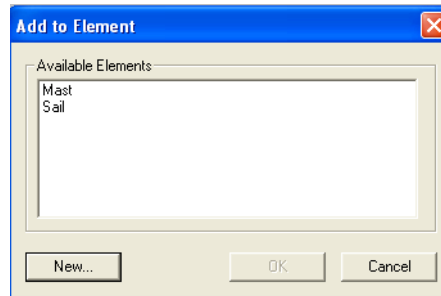 Add to Element
Available Elements
Mast
Sail
New...
OK
Cancel